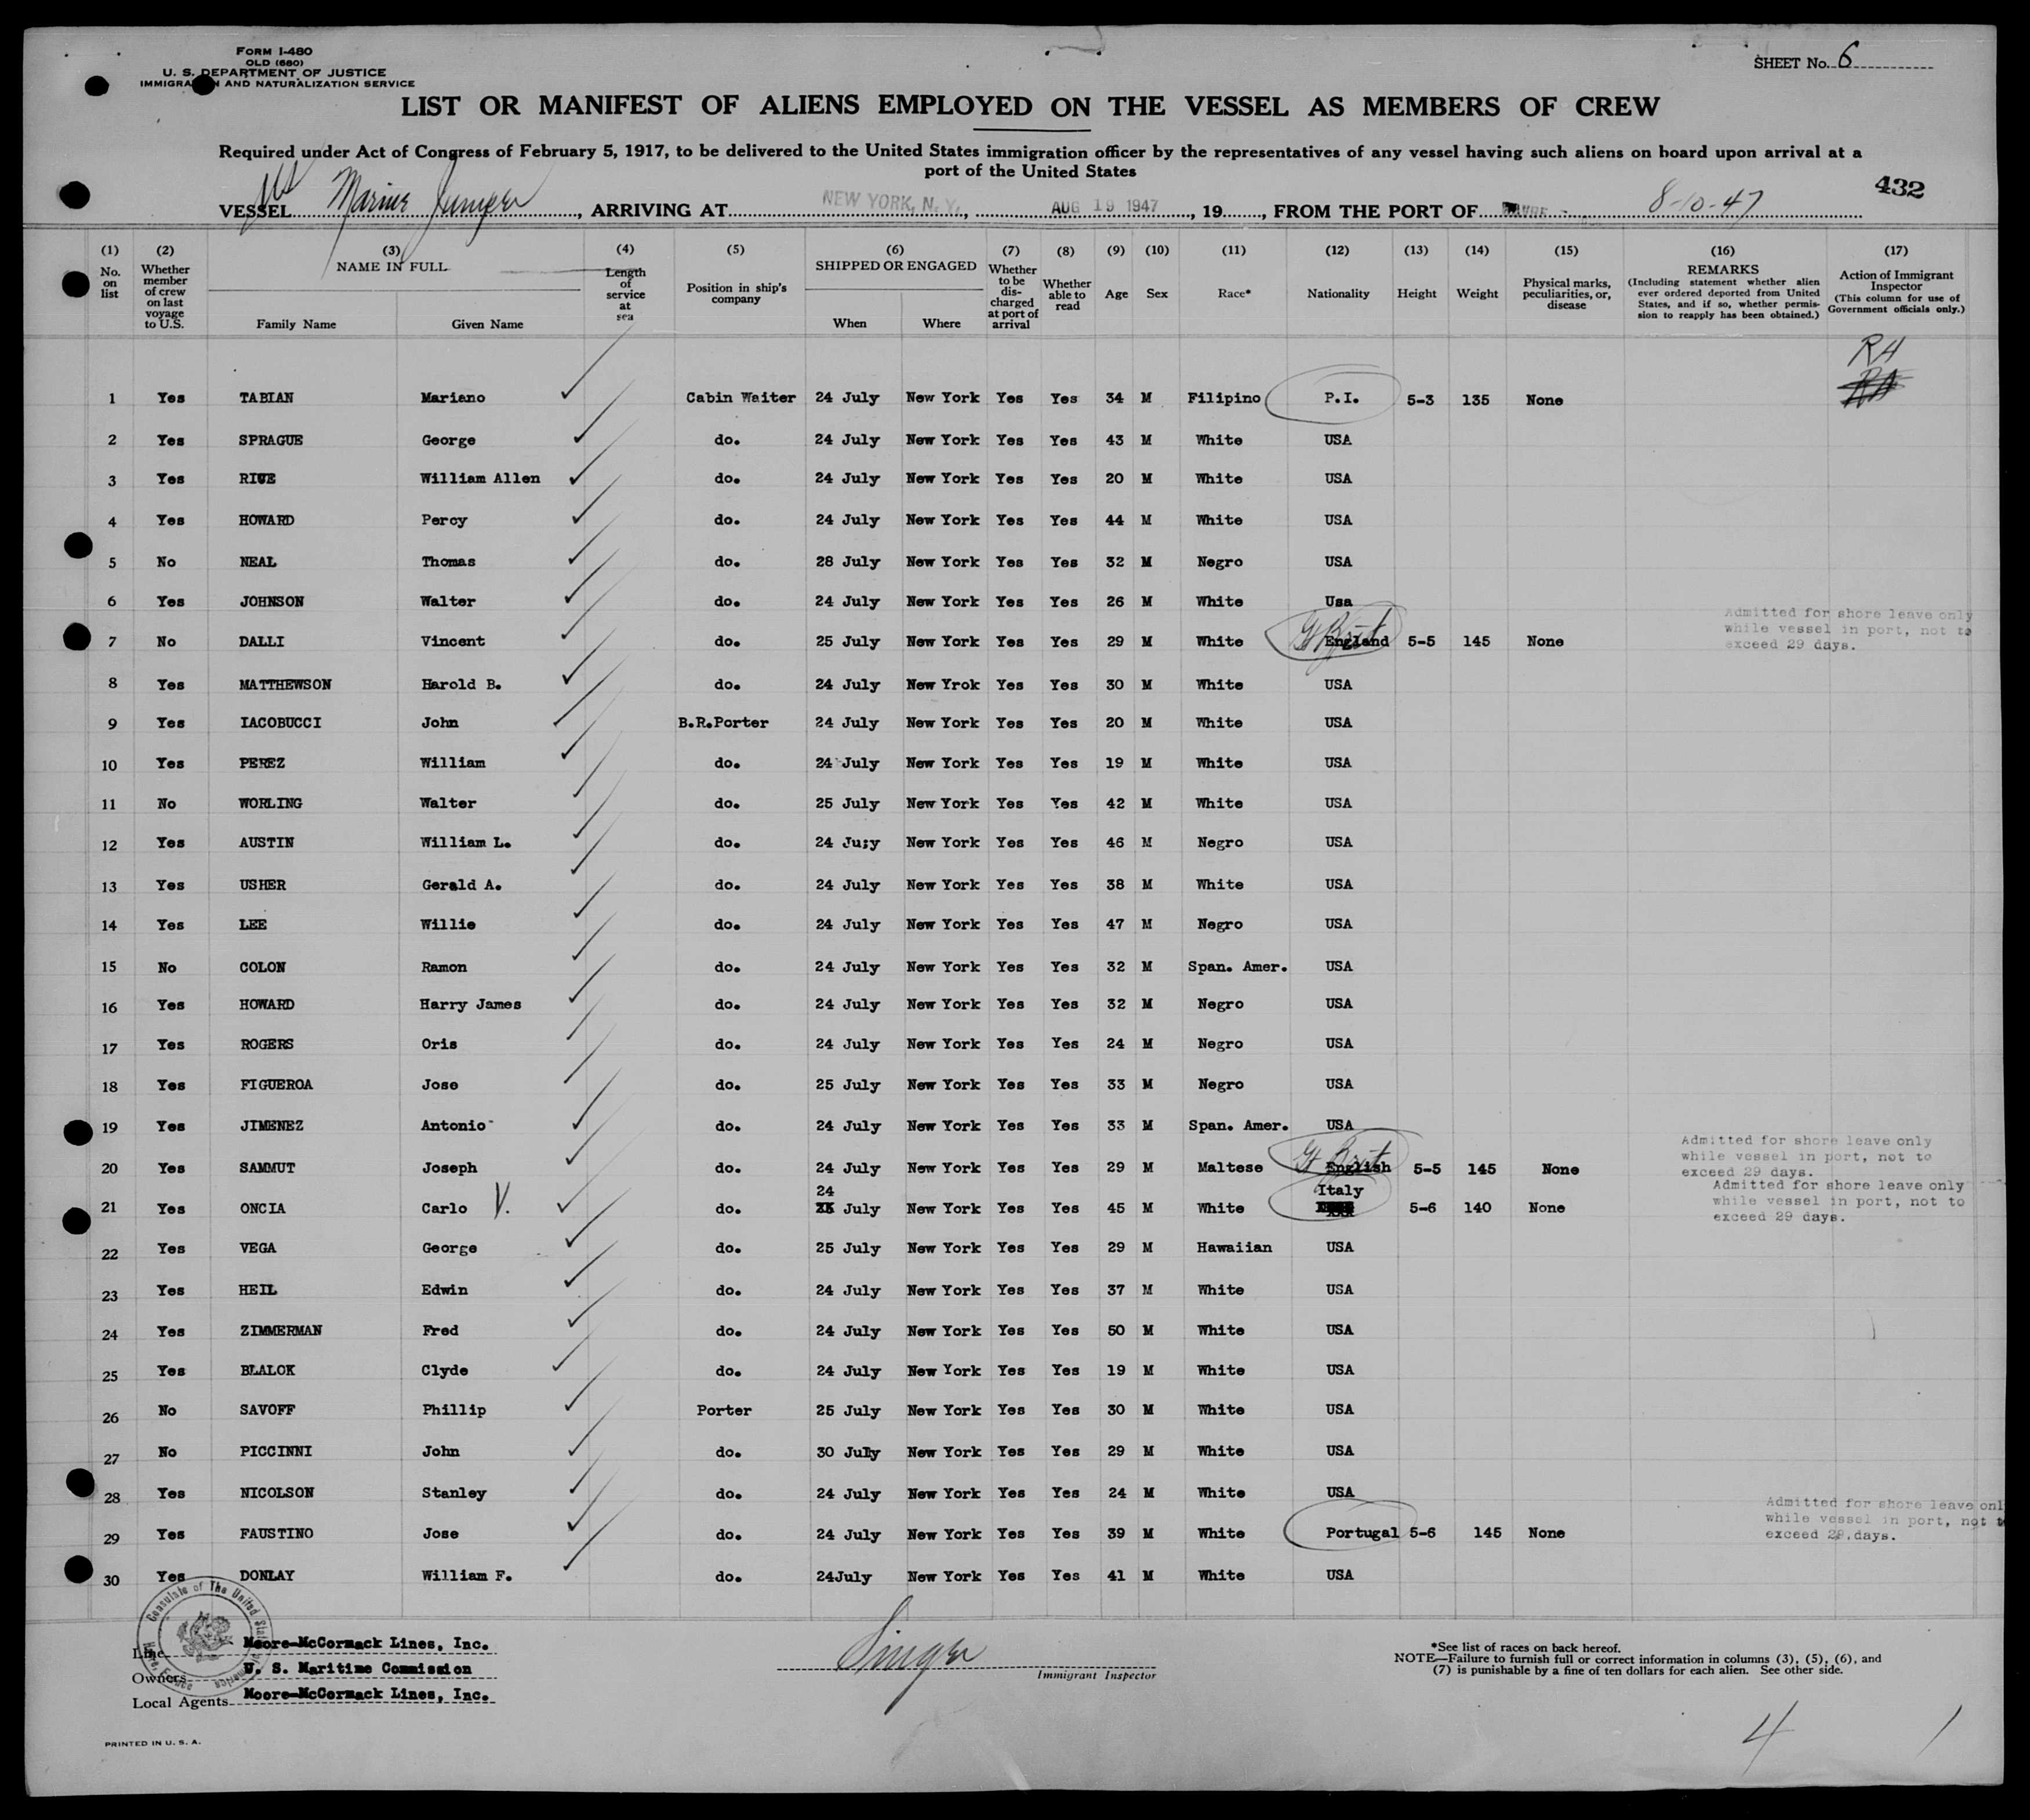 FORM I-480
OLD (680)
U. S. DEPARTMENT OF JUSTICE
IMMIGRATION AND NATURALIZATION SERVICE
SHEET No. 6
LIST OR MANIFEST OF ALIENS EMPLOYED ON THE VESSEL AS MEMBERS OF CREW
Required under Act of Congress of February 5, 1917, to be delivered to the United States immigration officer by the representatives of any vessel having such aliens on board upon arrival at a
port of the United States
432
VESSEL Marine Jumper, ARRIVING AT NEW YORK, N. Y., AUG 19 1947, 19, FROM THE PORT OF HAVRE 8-10-47
(1) (2) (3) (4) (5) (6) (7) (8) (9) (10) (11) (12) (13) (14) (15) (16) (17)
No. on list
Whether member of crew on last voyage to U.S.
NAME IN FULL
Family Name Given Name
Length of service at sea
Position in ship's company
SHIPPED OR ENGAGED
When Where
Whether to be discharged at port of arrival
Whether able to read
Age Sex Race* Nationality Height Weight
Physical marks, peculiarities, or, disease
REMARKS
(Including statement whether alien ever ordered deported from United States, and if so, whether permission to reapply has been obtained.)
Action of Immigrant Inspector
(This column for use of Government officials only.)
RH
1 Yes TABIAN Mariano Cabin Waiter 24 July New York Yes Yes 34 M Filipino P.I. 5-3 135 None
2 Yes SPRAGUE George do. 24 July New York Yes Yes 43 M White USA
3 Yes RICE William Allen do. 24 July New York Yes Yes 20 M White USA
4 Yes HOWARD Percy do. 24 July New York Yes Yes 44 M White USA
5 No NEAL Thomas do. 28 July New York Yes Yes 32 M Negro USA
6 Yes JOHNSON Walter do. 24 July New York Yes Yes 26 M White Usa
7 No DALLI Vincent do. 25 July New York Yes Yes 29 M White Gt Brit England 5-5 145 None
Admitted for shore leave only
while vessel in port, not to
exceed 29 days.
8 Yes MATTHEWSON Harold B. do. 24 July New Yrok Yes Yes 30 M White USA
9 Yes IACOBUCCI John B.R.Porter 24 July New York Yes Yes 20 M White USA
10 Yes PEREZ William do. 24 July New York Yes Yes 19 M White USA
11 No WORLING Walter do. 25 July New York Yes Yes 42 M White USA
12 Yes AUSTIN William L. do. 24 Ju;y New York Yes Yes 46 M Negro USA
13 Yes USHER Gerald A. do. 24 July New York Yes Yes 38 M White USA
14 Yes LEE Willie do. 24 July New York Yes Yes 47 M Negro USA
15 No COLON Ramon do. 24 July New York Yes Yes 32 M Span. Amer. USA
16 Yes HOWARD Harry James do. 24 July New York Yes Yes 32 M Negro USA
17 Yes ROGERS Oris do. 24 July New York Yes Yes 24 M Negro USA
18 Yes FIGUEROA Jose do. 25 July New York Yes Yes 33 M Negro USA
19 Yes JIMENEZ Antonio do. 24 July New York Yes Yes 33 M Span. Amer. USA
20 Yes SAMMUT Joseph do. 24 July New York Yes Yes 29 M Maltese Gt Brit English 5-5 145 None
Admitted for shore leave only
while vessel in port, not to
exceed 29 days.
21 Yes ONCIA Carlo V. do. 24 July New York Yes Yes 45 M White Italy 5-6 140 None
Admitted for shore leave only
while vessel in port, not to
exceed 29 days.
22 Yes VEGA George do. 25 July New York Yes Yes 29 M Hawaiian USA
23 Yes HEIL Edwin do. 24 July New York Yes Yes 37 M White USA
24 Yes ZIMMERMAN Fred do. 24 July New York Yes Yes 50 M White USA
25 Yes BLALOK Clyde do. 24 July New York Yes Yes 19 M White USA
26 No SAVOFF Phillip Porter 25 July New York Yes Yes 30 M White USA
27 No PICCINNI John do. 30 July New York Yes Yes 29 M White USA
28 Yes NICOLSON Stanley do. 24 July New York Yes Yes 24 M White USA
29 Yes FAUSTINO Jose do. 24 July New York Yes Yes 39 M White Portugal 5-6 145 None
Admitted for shore leave onl
while vessel in port, not to
exceed 29 days.
30 Yes DONLAY William F. do. 24July New York Yes Yes 41 M White USA
Line Moore-McCormack Lines, Inc.
Owners U. S. Maritime Commission
Local Agents Moore-McCormack Lines, Inc.
Singer
Immigrant Inspector
*See list of races on back hereof.
NOTE—Failure to furnish full or correct information in columns (3), (5), (6), and
(7) is punishable by a fine of ten dollars for each alien. See other side.
4 1
PRINTED IN U. S. A.